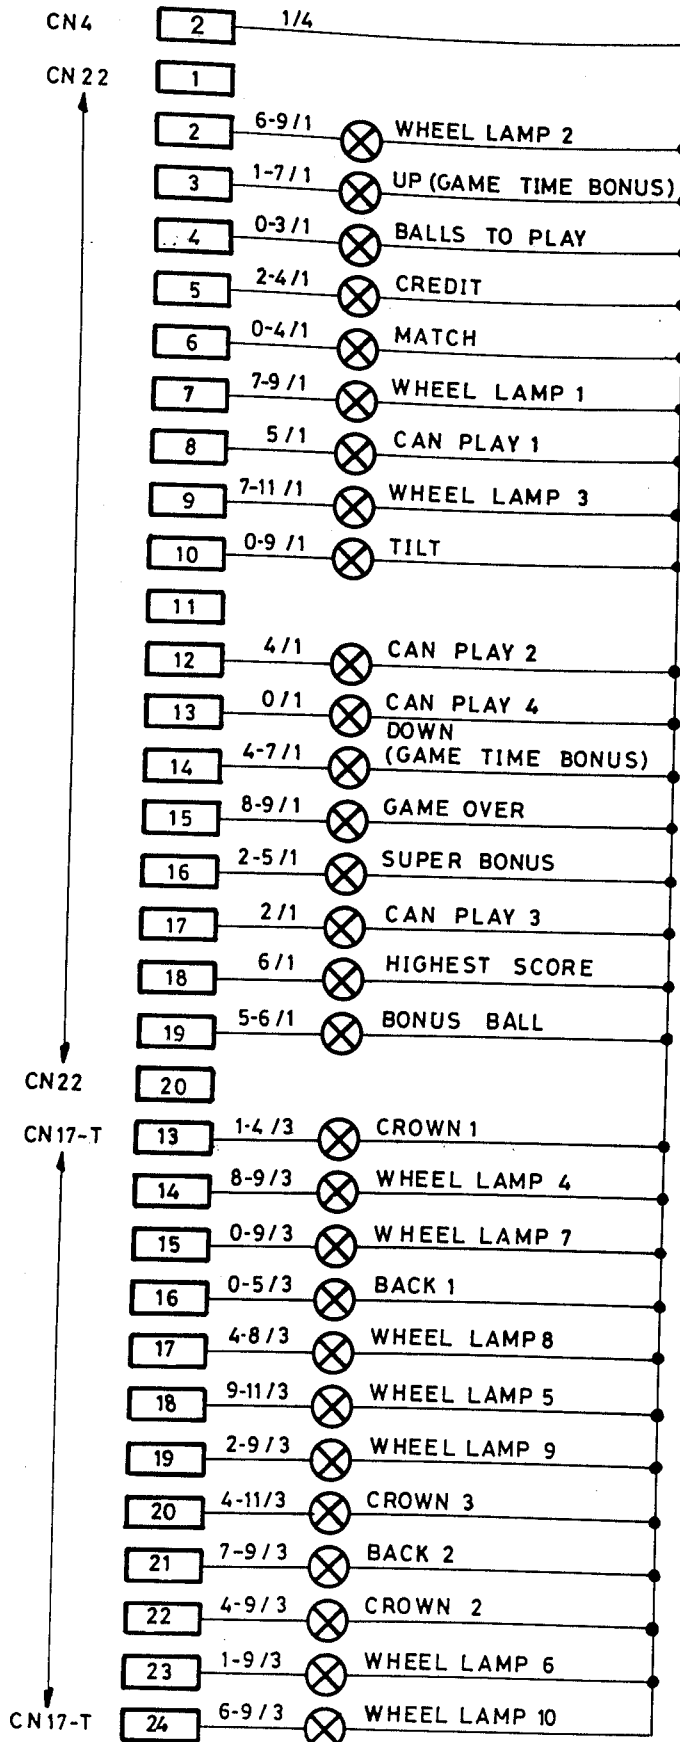 CN4 2 1/4
CN22 1
2 6-9/1 WHEEL LAMP 2
3 1-7/1 UP (GAME TIME BONUS)
4 0-3/1 BALLS TO PLAY
5 2-4/1 CREDIT
6 0-4/1 MATCH
7 7-9/1 WHEEL LAMP 1
8 5/1 CAN PLAY 1
9 7-11/1 WHEEL LAMP 3
10 0-9/1 TILT
11
12 4/1 CAN PLAY 2
13 0/1 CAN PLAY 4
DOWN
14 4-7/1 (GAME TIME BONUS)
15 8-9/1 GAME OVER
16 2-5/1 SUPER BONUS
17 2/1 CAN PLAY 3
18 6/1 HIGHEST SCORE
19 5-6/1 BONUS BALL
CN22 20
CN17-T 13 1-4/3 CROWN 1
14 8-9/3 WHEEL LAMP 4
15 0-9/3 WHEEL LAMP 7
16 0-5/3 BACK 1
17 4-8/3 WHEEL LAMP 8
18 9-11/3 WHEEL LAMP 5
19 2-9/3 WHEEL LAMP 9
20 4-11/3 CROWN 3
21 7-9/3 BACK 2
22 4-9/3 CROWN 2
23 1-9/3 WHEEL LAMP 6
CN17-T 24 6-9/3 WHEEL LAMP 10